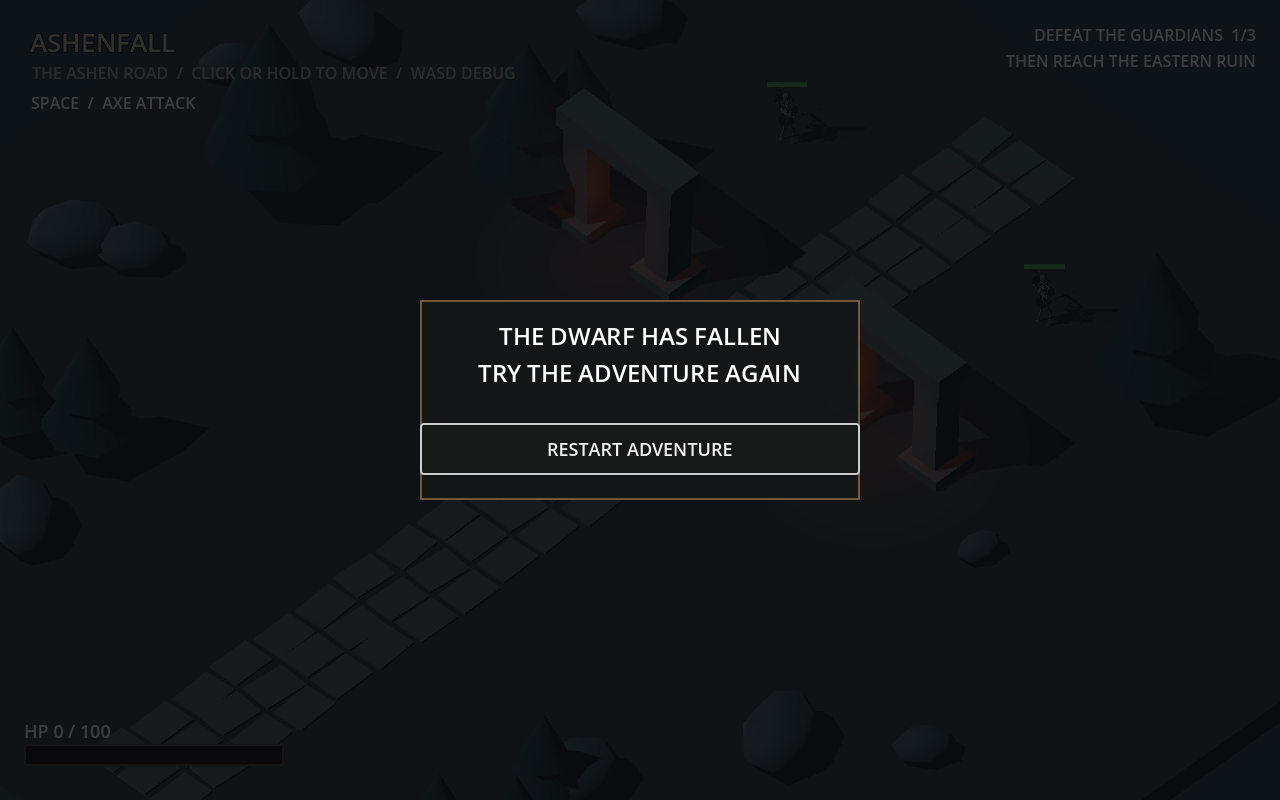 ASHENFALL
THE ASHEN ROAD / CLICK OR HOLD TO MOVE / WASD DEBUG
SPACE / AXE ATTACK
DEFEAT THE GUARDIANS 1/3
THEN REACH THE EASTERN RUIN
THE DWARF HAS FALLEN
TRY THE ADVENTURE AGAIN
RESTART ADVENTURE
HP 0 / 100